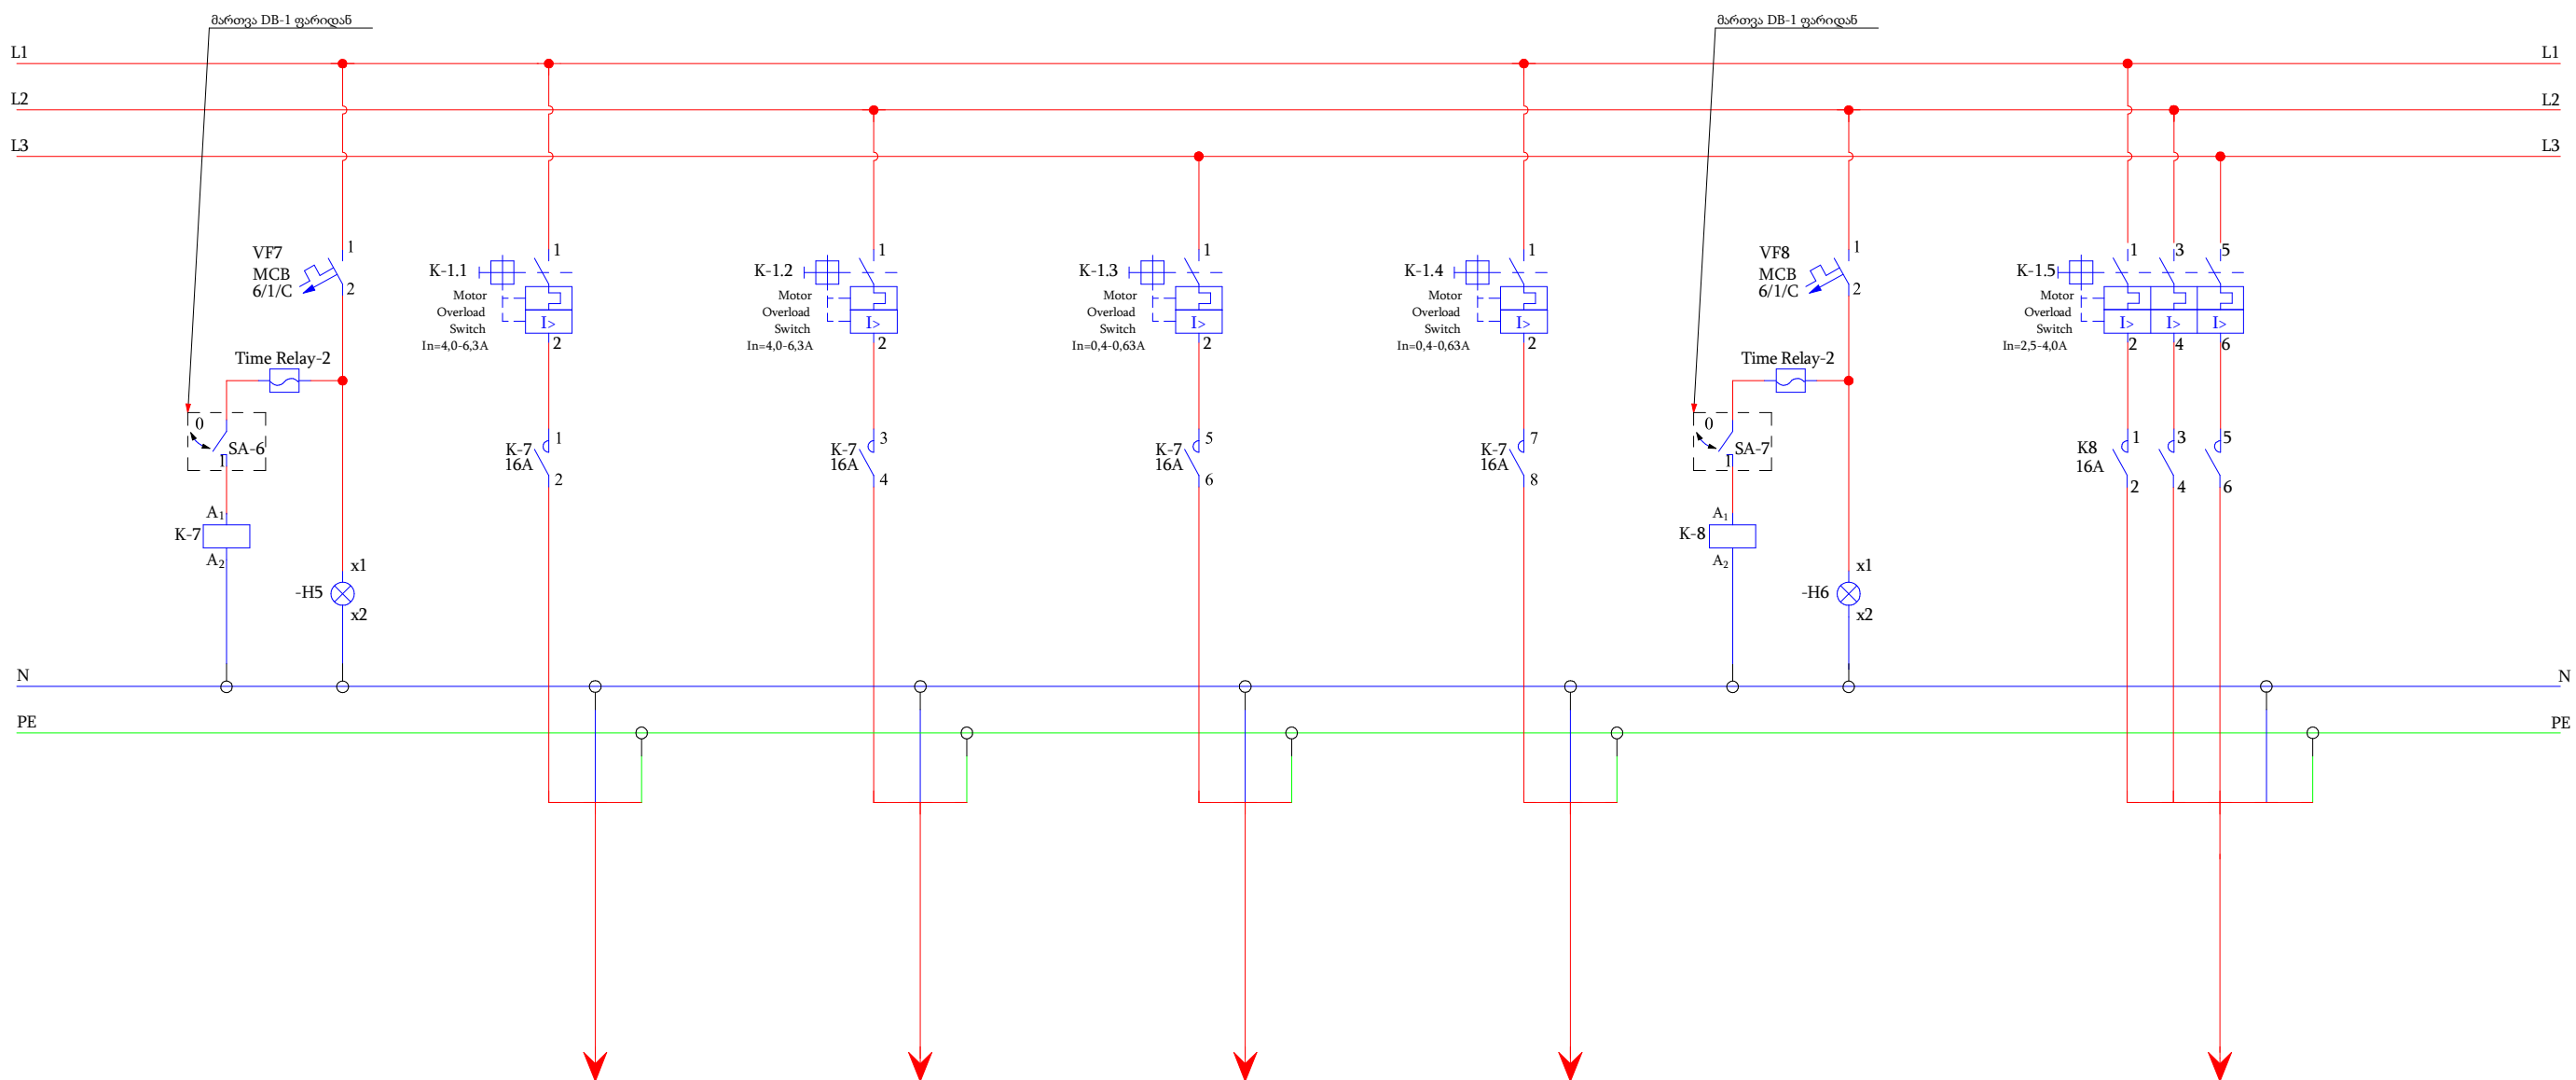 მართვა DB-1 ფარიდან
მართვა DB-1 ფარიდან
L1
L1
L2
L2
L3
L3
VF7
MCB
6/1/C
1
2
K-1.1
Motor
Overload
Switch
In=4,0-6,3A
1
2
K-1.2
Motor
Overload
Switch
In=4,0-6,3A
1
2
K-1.3
Motor
Overload
Switch
In=0,4-0,63A
1
2
K-1.4
Motor
Overload
Switch
In=0,4-0,63A
1
2
VF8
MCB
6/1/C
1
2
K-1.5
Motor
Overload
Switch
In=2,5-4,0A
1 3 5
I>
I>
I>
I>
I> I> I>
2 4 6
Time Relay-2
0
SA-6
1
Time Relay-2
0
SA-7
1
K-7
16A
1
2
K-7
16A
3
4
K-7
16A
5
6
K-7
16A
7
8
K8
16A
1 3 5
2 4 6
A1
K-7
A2
x1
-H5
x2
A1
K-8
A2
x1
-H6
x2
N
N
PE
PE